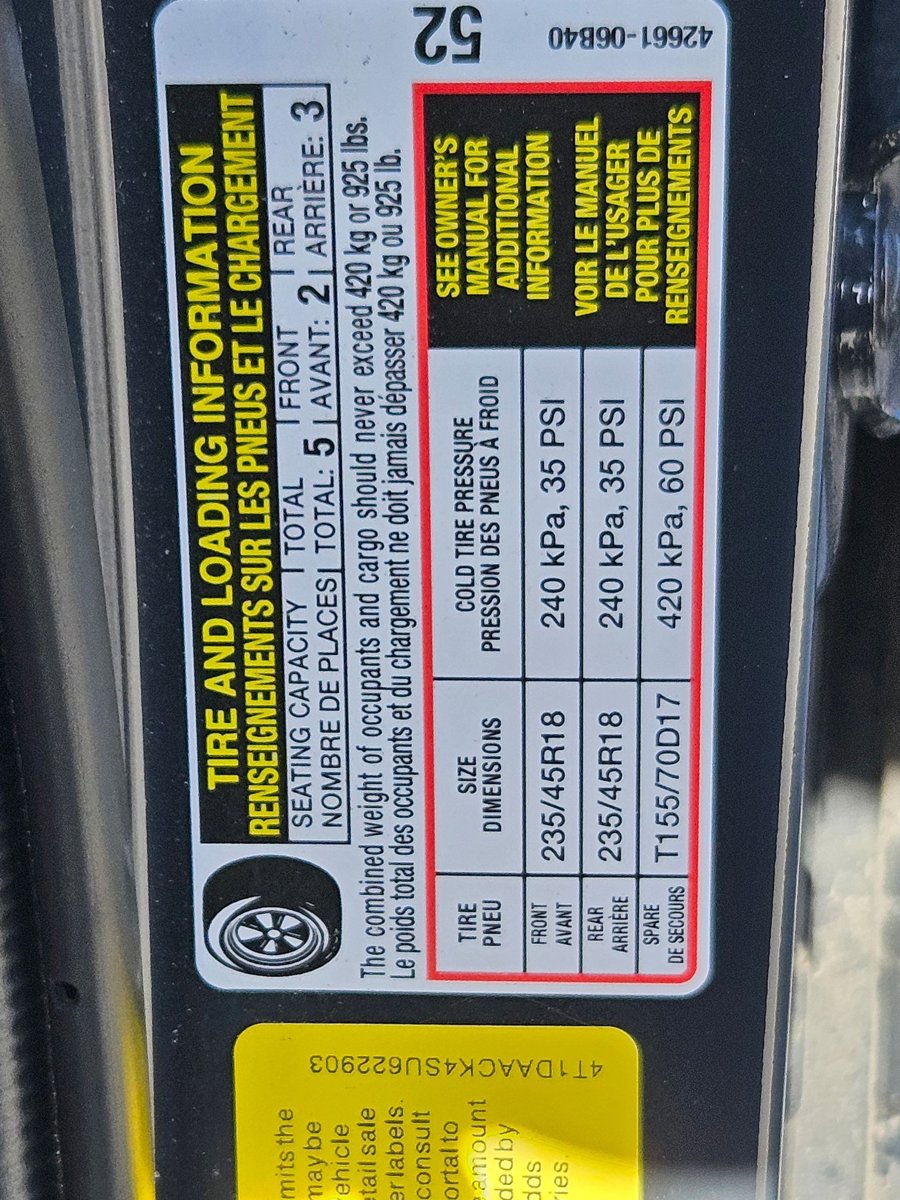 TIRE AND LOADING INFORMATION
RENSEIGNEMENTS SUR LES PNEUS ET LE CHARGEMENT
SEATING CAPACITY | TOTAL | FRONT | REAR
NOMBRE DE PLACES | TOTAL: 5 | AVANT: 2 | ARRIÈRE: 3
The combined weight of occupants and cargo should never exceed 420 kg or 925 lbs.
Le poids total des occupants et du chargement ne doit jamais dépasser 420 kg ou 925 lb.
TIRE SIZE COLD TIRE PRESSURE
PNEU DIMENSIONS PRESSION DES PNEUS À FROID
FRONT
AVANT 235/45R18 240 kPa, 35 PSI
REAR
ARRIÈRE 235/45R18 240 kPa, 35 PSI
SPARE
DE SECOURS T155/70D17 420 kPa, 60 PSI
SEE OWNER'S
MANUAL FOR
ADDITIONAL
INFORMATION
VOIR LE MANUEL
DE L'USAGER
POUR PLUS DE
RENSEIGNEMENTS
52
42661-06B40
4T1DAACK4SU622903
mits the
may be
ehicle
etail sale
er labels.
consult
ortal to
amount
ded by
dds
ries.